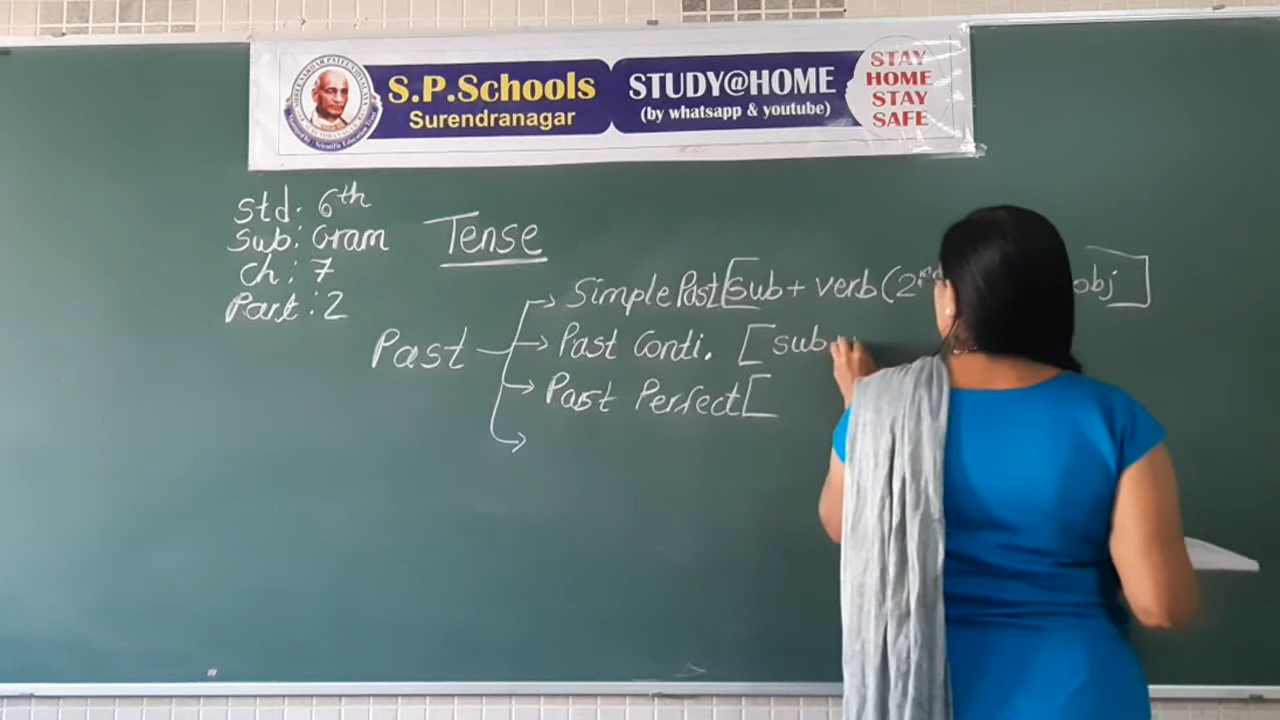 S.P.Schools
Surendranagar
STUDY@HOME
(by whatsapp & youtube)
STAY
HOME
STAY
SAFE
Std. 6th
Sub: Gram
Ch: 7
Part: 2
Tense
Past
Simple Past [Sub + verb (2nd obj]
Past Conti. [sub
Past Perfect [